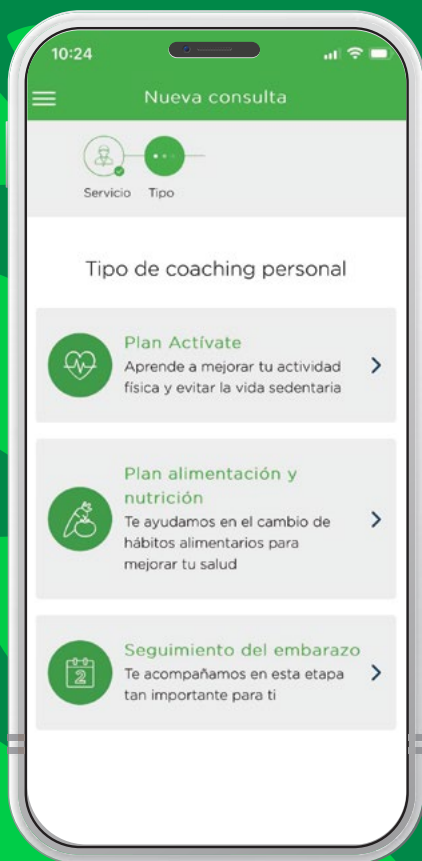 10:24
Nueva consulta
Servicio Tipo
Tipo de coaching personal
Plan Actívate
Aprende a mejorar tu actividad
física y evitar la vida sedentaria
Plan alimentación y
nutrición
Te ayudamos en el cambio de
hábitos alimentarios para
mejorar tu salud
2
Seguimiento del embarazo
Te acompañamos en esta etapa
tan importante para ti